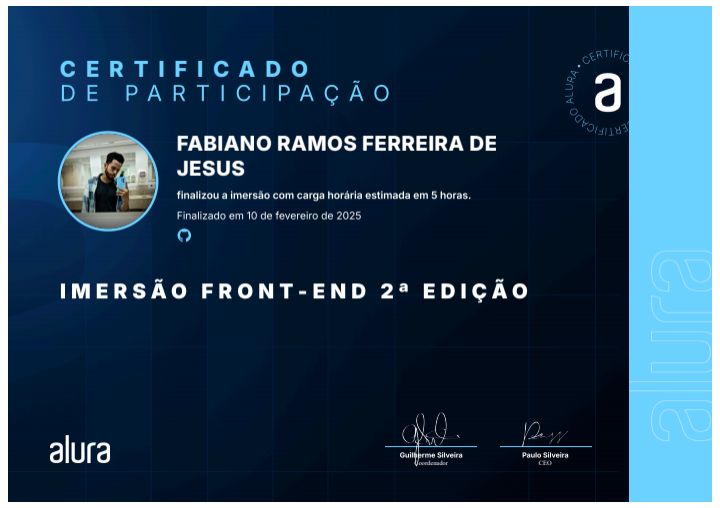 CERTIFICADO
DE PARTICIPAÇÃO
CERTIFICADO ALURA • CERTIFIC
a
FABIANO RAMOS FERREIRA DE
JESUS
finalizou a imersão com carga horária estimada em 5 horas.
Finalizado em 10 de fevereiro de 2025
IMERSÃO FRONT-END 2ª EDIÇÃO
alura
alura
Guilherme Silveira
Coordenador
Paulo Silveira
CEO